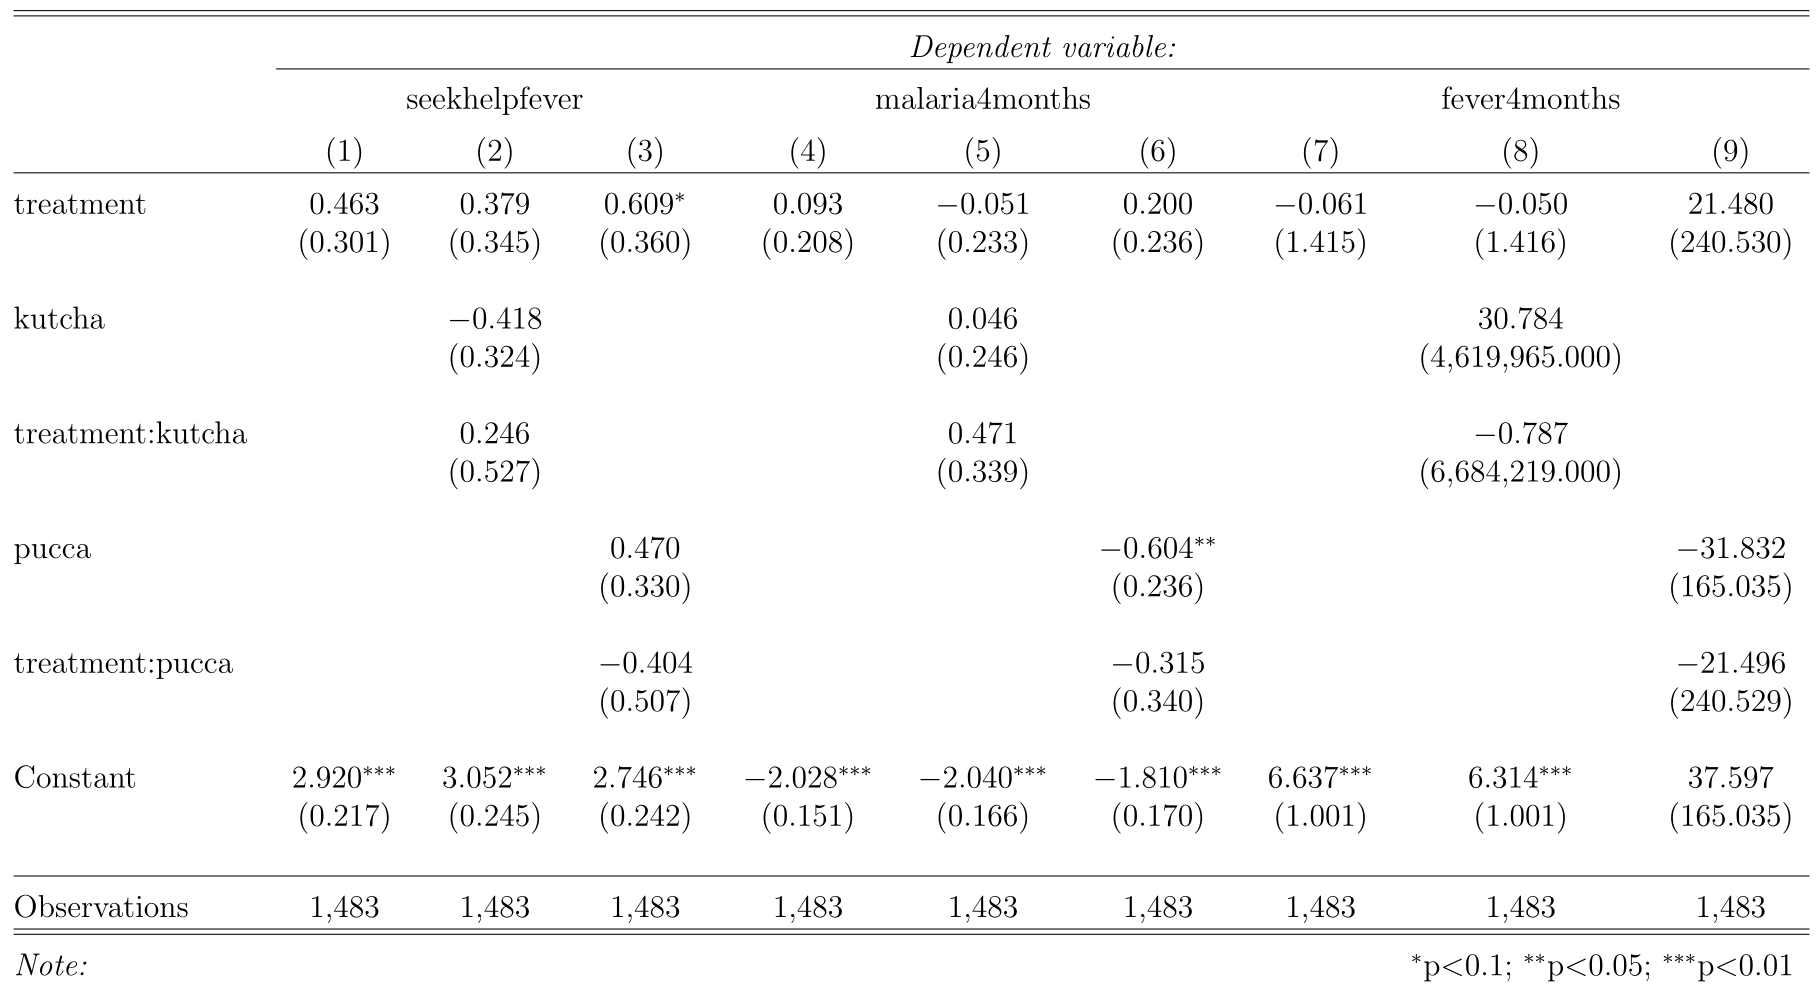 Dependent variable:
seekhelpfever malaria4months fever4months
(1) (2) (3) (4) (5) (6) (7) (8) (9)
treatment 0.463 0.379 0.609* 0.093 −0.051 0.200 −0.061 −0.050 21.480
(0.301) (0.345) (0.360) (0.208) (0.233) (0.236) (1.415) (1.416) (240.530)
kutcha −0.418 0.046 30.784
(0.324) (0.246) (4,619,965.000)
treatment:kutcha 0.246 0.471 −0.787
(0.527) (0.339) (6,684,219.000)
pucca 0.470 −0.604** −31.832
(0.330) (0.236) (165.035)
treatment:pucca −0.404 −0.315 −21.496
(0.507) (0.340) (240.529)
Constant 2.920*** 3.052*** 2.746*** −2.028*** −2.040*** −1.810*** 6.637*** 6.314*** 37.597
(0.217) (0.245) (0.242) (0.151) (0.166) (0.170) (1.001) (1.001) (165.035)
Observations 1,483 1,483 1,483 1,483 1,483 1,483 1,483 1,483 1,483
Note: *p<0.1; **p<0.05; ***p<0.01